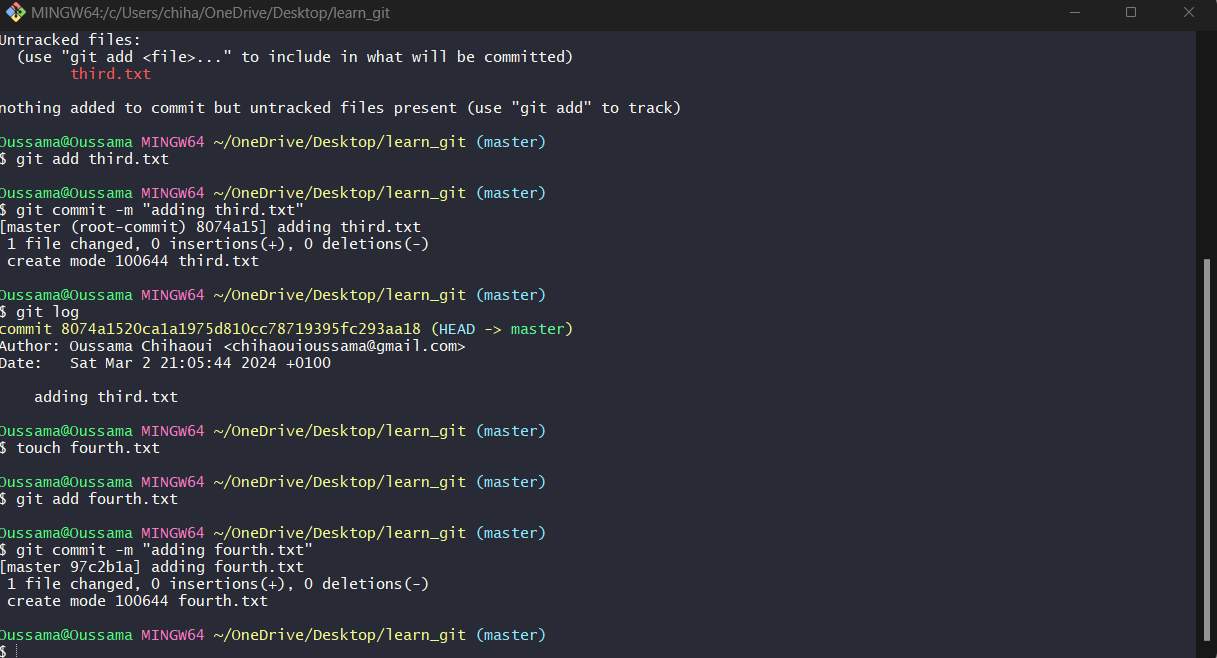 MINGW64:/c/Users/chiha/OneDrive/Desktop/learn_git
Untracked files:
  (use "git add <file>..." to include in what will be committed)
        third.txt

nothing added to commit but untracked files present (use "git add" to track)

Oussama@Oussama MINGW64 ~/OneDrive/Desktop/learn_git (master)
$ git add third.txt

Oussama@Oussama MINGW64 ~/OneDrive/Desktop/learn_git (master)
$ git commit -m "adding third.txt"
[master (root-commit) 8074a15] adding third.txt
 1 file changed, 0 insertions(+), 0 deletions(-)
 create mode 100644 third.txt

Oussama@Oussama MINGW64 ~/OneDrive/Desktop/learn_git (master)
$ git log
commit 8074a1520ca1a1975d810cc78719395fc293aa18 (HEAD -> master)
Author: Oussama Chihaoui <chihaouioussama@gmail.com>
Date:   Sat Mar 2 21:05:44 2024 +0100

    adding third.txt

Oussama@Oussama MINGW64 ~/OneDrive/Desktop/learn_git (master)
$ touch fourth.txt

Oussama@Oussama MINGW64 ~/OneDrive/Desktop/learn_git (master)
$ git add fourth.txt

Oussama@Oussama MINGW64 ~/OneDrive/Desktop/learn_git (master)
$ git commit -m "adding fourth.txt"
[master 97c2b1a] adding fourth.txt
 1 file changed, 0 insertions(+), 0 deletions(-)
 create mode 100644 fourth.txt

Oussama@Oussama MINGW64 ~/OneDrive/Desktop/learn_git (master)
$